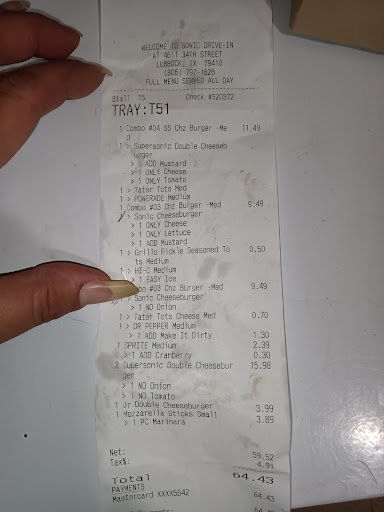 WELCOME TO SONIC DRIVE-IN
AT 4611 34TH STREET
LUBBOCK, TX 79410
(806) 797-1626
FULL MENU SERVED ALL DAY
Stall 15 Check #520372
TRAY:T51
1 Combo #04 SS Chz Burger -Me 11.49
d
1 > Supersonic Double Cheeseb
urger
> 1 ADD Mustard
> 1 ONLY Cheese
> 1 ONLY Tomato
1 > Tater Tots Med
1 > POWERADE Medium
1 Combo #03 Chz Burger -Med 9.49
> Sonic Cheeseburger
> 1 ONLY Cheese
> 1 ONLY Lettuce
> 1 ADD Mustard
1 > Grillo Pickle Seasoned To 0.50
ts Medium
1 > HI-C Medium
> 1 EASY Ice
bo #03 Chz Burger -Med 9.49
> Sonic Cheeseburger
> 1 NO Onion
1 > Tater Tots Cheese Med 0.70
1 > DR PEPPER Medium
> 1 Add Make It Dirty 1.30
1 SPRITE Medium 2.39
> 1 ADD Cranberry 0.30
2 Supersonic Double Cheesebur 15.98
ger
> 1 NO Onion
> 1 NO Tomato
1 Jr Double Cheeseburger 3.99
1 Mozzarella Sticks Small 3.89
> 1 PC Marinara
Net: 59.52
Tax%: 4.91
Total 64.43
PAYMENTS
Mastercard XXXX5642 64.43